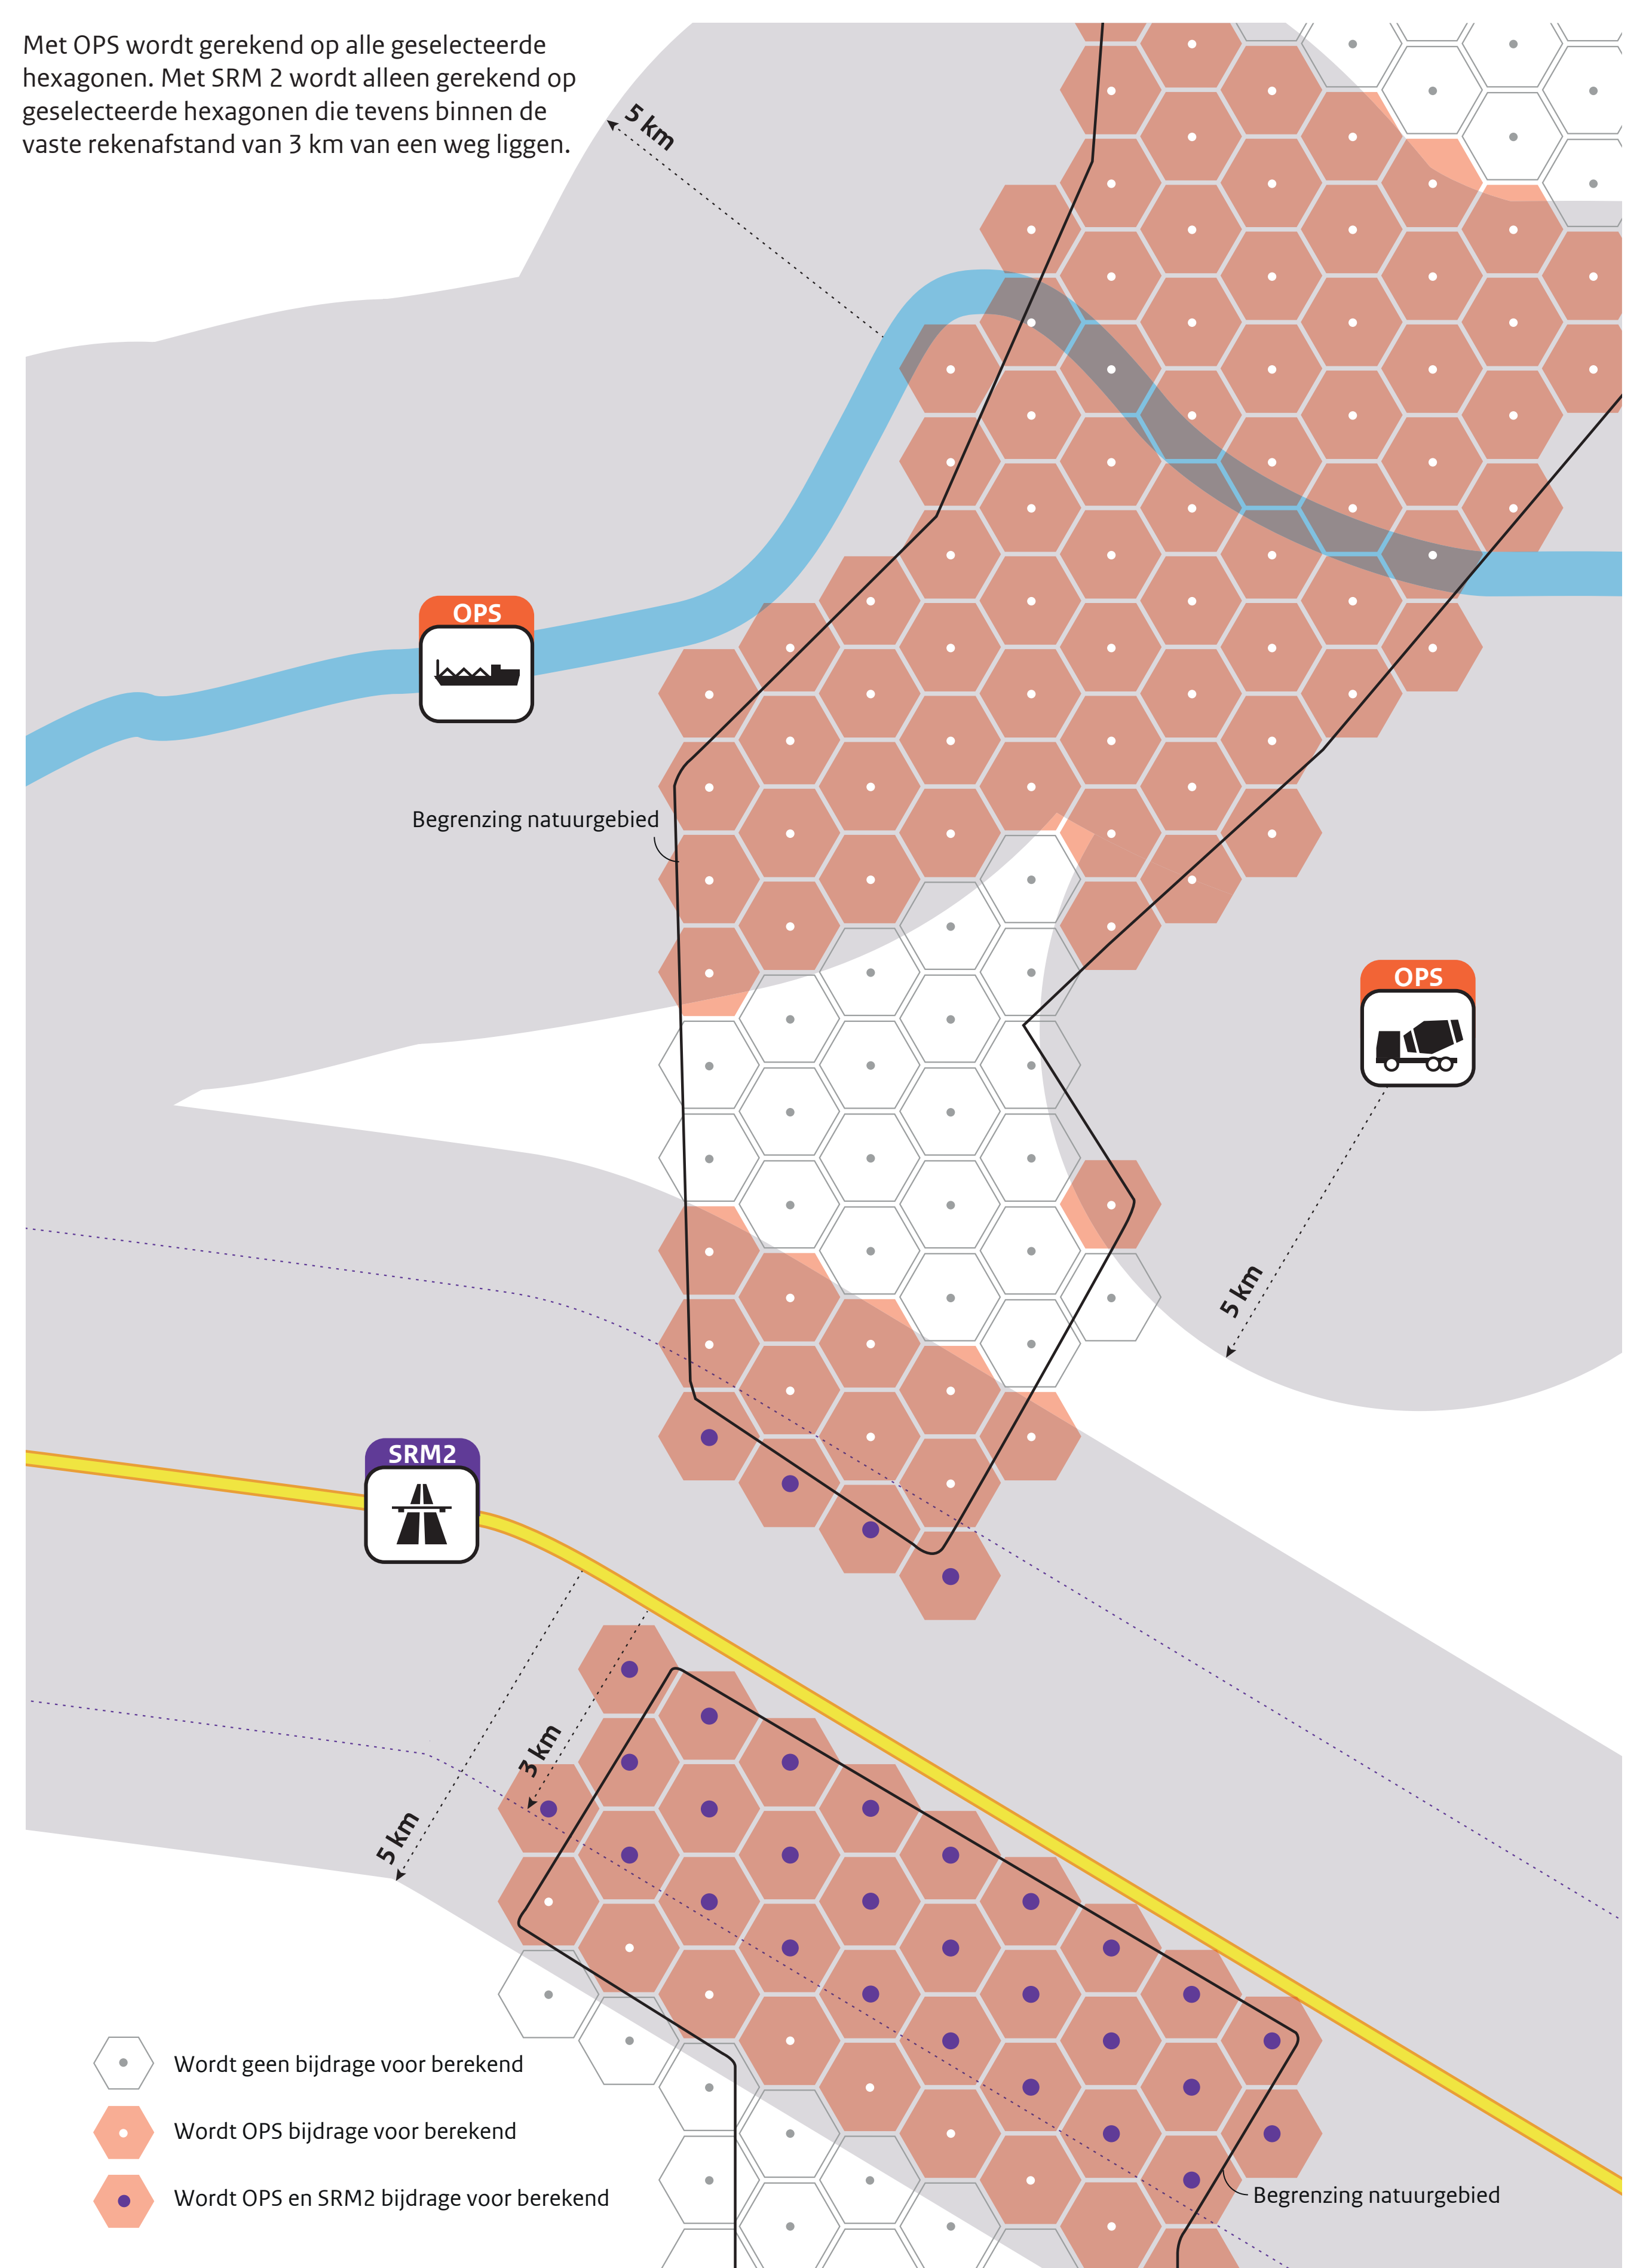 Met OPS wordt gerekend op alle geselecteerde
hexagonen. Met SRM 2 wordt alleen gerekend op
geselecteerde hexagonen die tevens binnen de
vaste rekenafstand van 3 km van een weg liggen.
5 km
OPS
Begrenzing natuurgebied
OPS
5 km
SRM2
3 km
5 km
Wordt geen bijdrage voor berekend
Wordt OPS bijdrage voor berekend
Wordt OPS en SRM2 bijdrage voor berekend
Begrenzing natuurgebied